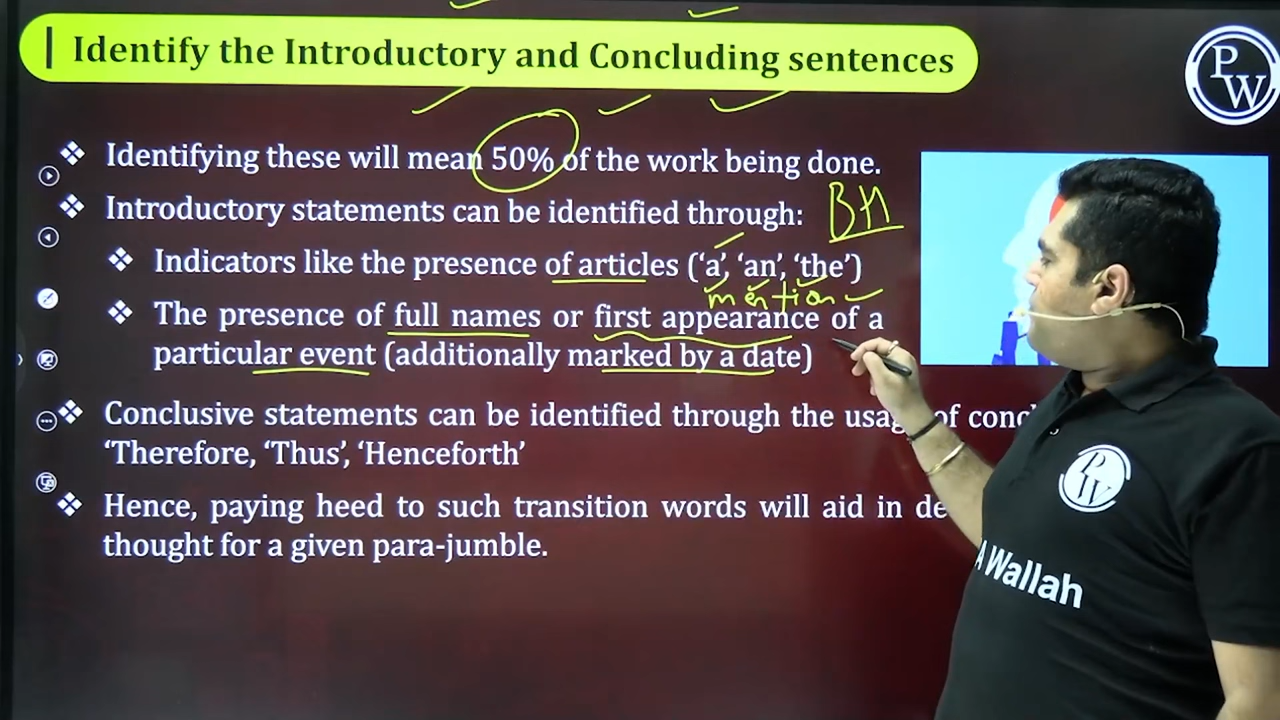 Identify the Introductory and Concluding sentences
PW
❖ Identifying these will mean 50% of the work being done.
❖ Introductory statements can be identified through:
❖ Indicators like the presence of articles (‘a’, ‘an’, ‘the’)
mention
❖ The presence of full names or first appearance of a
particular event (additionally marked by a date)
❖ Conclusive statements can be identified through the usag of conc
‘Therefore, ‘Thus’, ‘Henceforth’
❖ Hence, paying heed to such transition words will aid in de
thought for a given para-jumble.
PW
A Wallah